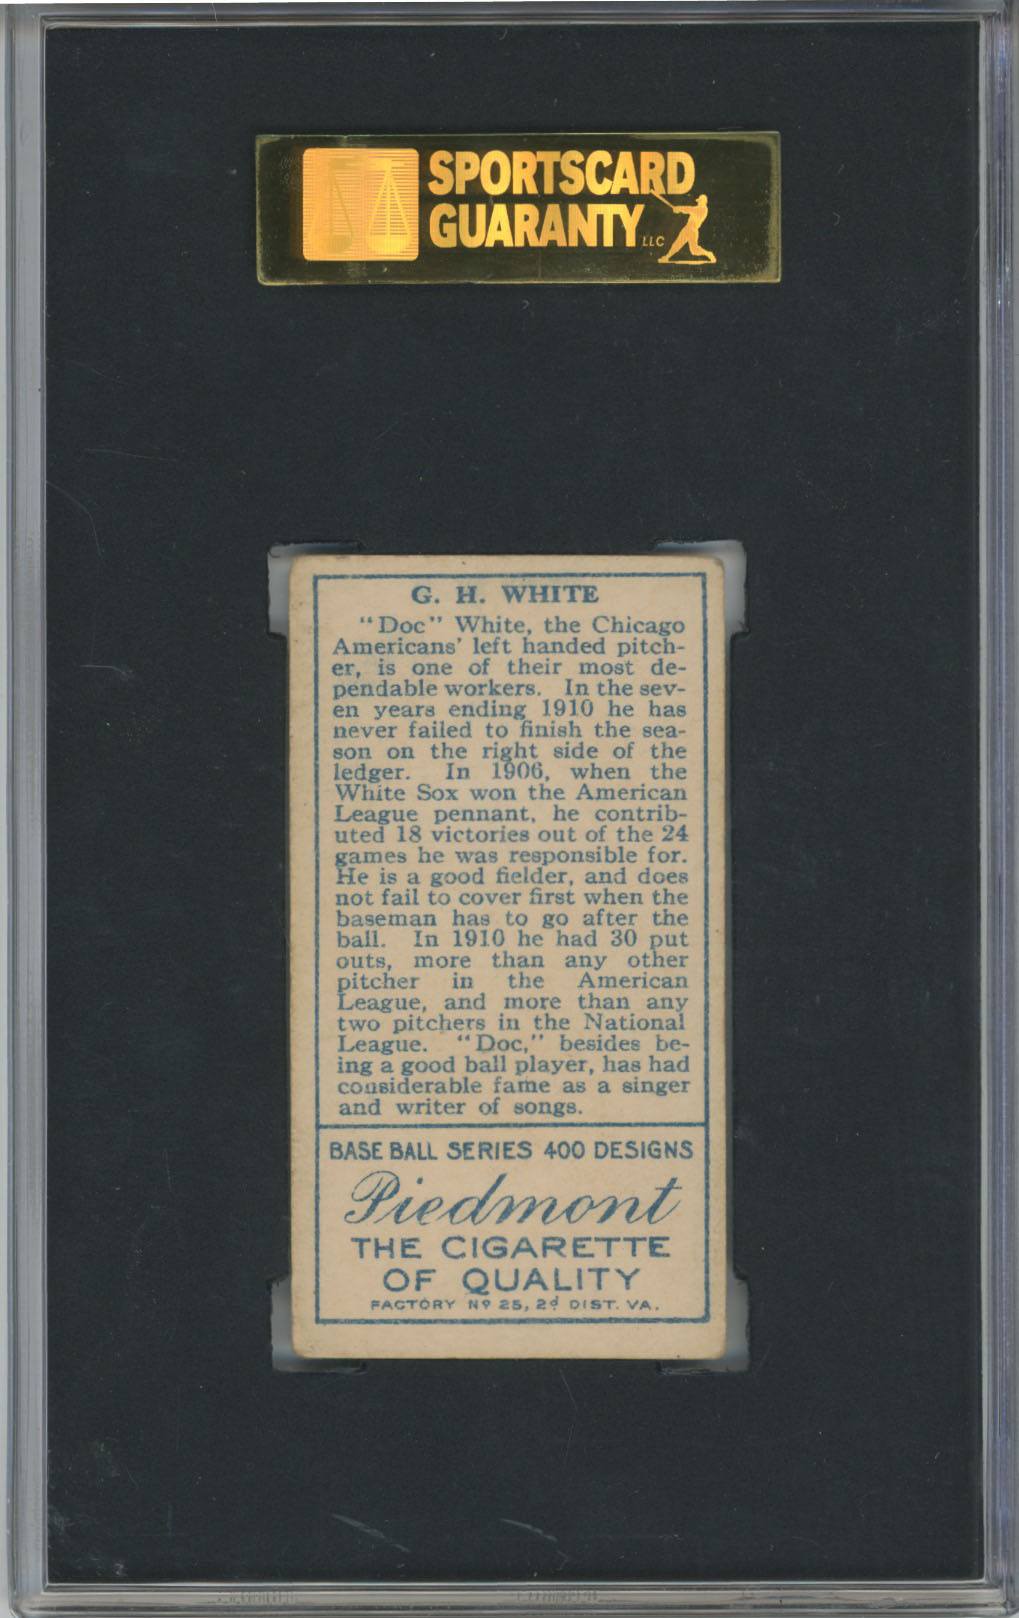 SPORTSCARD
GUARANTY LLC
G. H. WHITE
"Doc" White, the Chicago
Americans' left handed pitch-
er, is one of their most de-
pendable workers. In the sev-
en years ending 1910 he has
never failed to finish the sea-
son on the right side of the
ledger. In 1906, when the
White Sox won the American
League pennant, he contrib-
uted 18 victories out of the 24
games he was responsible for.
He is a good fielder, and does
not fail to cover first when the
baseman has to go after the
ball. In 1910 he had 30 put
outs, more than any other
pitcher in the American
League, and more than any
two pitchers in the National
League. "Doc," besides be-
ing a good ball player, has had
considerable fame as a singer
and writer of songs.
BASE BALL SERIES 400 DESIGNS
Piedmont
THE CIGARETTE
OF QUALITY
FACTORY Nº 25, 2d DIST. VA.